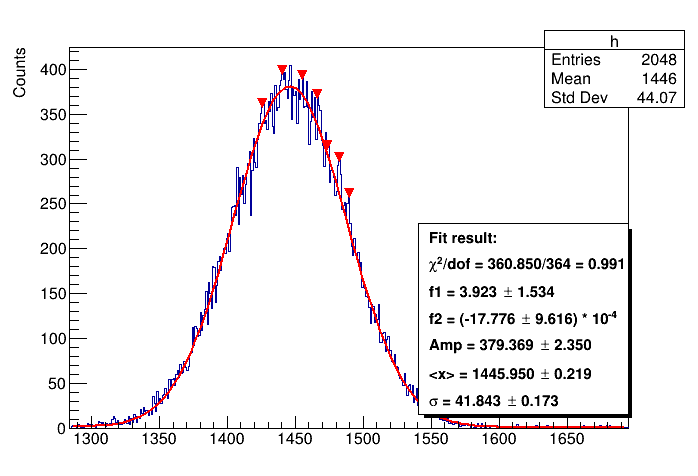 h
Entries 2048
Mean 1446
Std Dev 44.07
Counts
400
350
300
250
200
150
100
50
0
Fit result:
χ²/dof = 360.850/364 = 0.991
f1 = 3.923 ± 1.534
f2 = (-17.776 ± 9.616) * 10⁻⁴
Amp = 379.369 ± 2.350
<x> = 1445.950 ± 0.219
σ = 41.843 ± 0.173
1300 1350 1400 1450 1500 1550 1600 1650